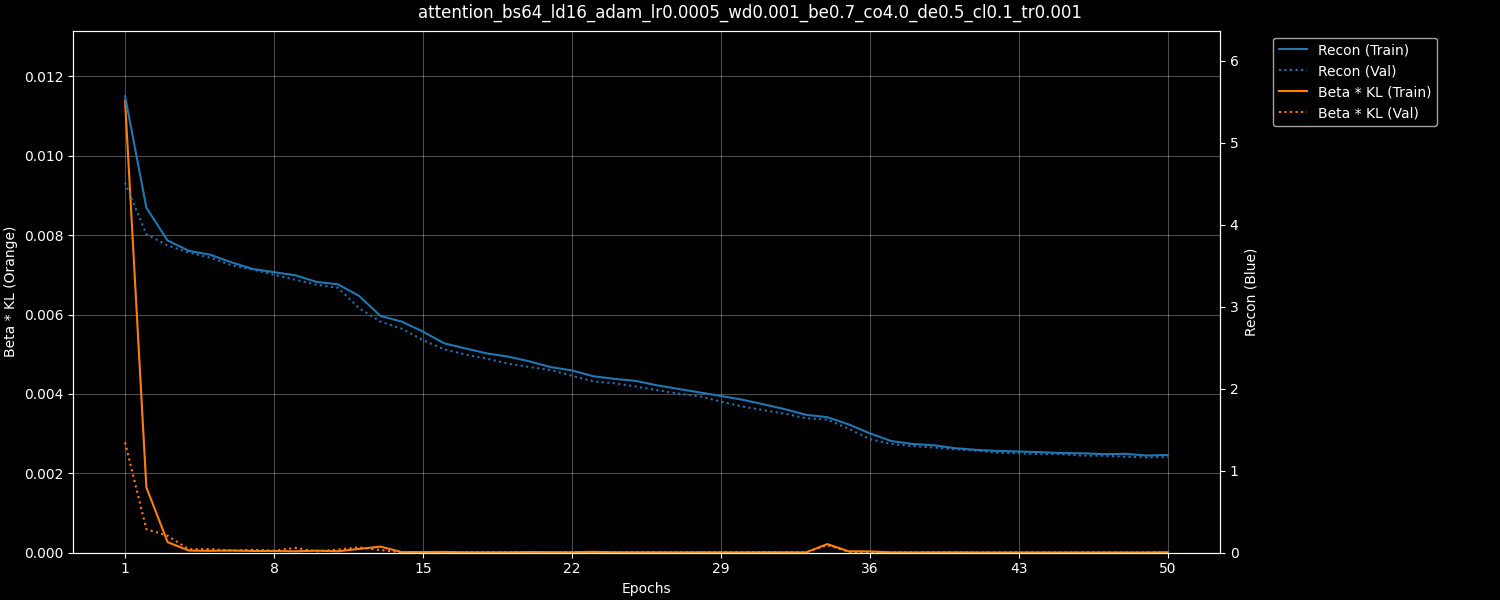 attention_bs64_ld16_adam_lr0.0005_wd0.001_be0.7_co4.0_de0.5_cl0.1_tr0.001
Beta * KL (Orange)
0.012
0.010
0.008
0.006
0.004
0.002
0.000
1
8
15
22
29
36
43
50
Epochs
6
5
4
3
2
1
0
Recon (Blue)
Recon (Train)
Recon (Val)
Beta * KL (Train)
Beta * KL (Val)